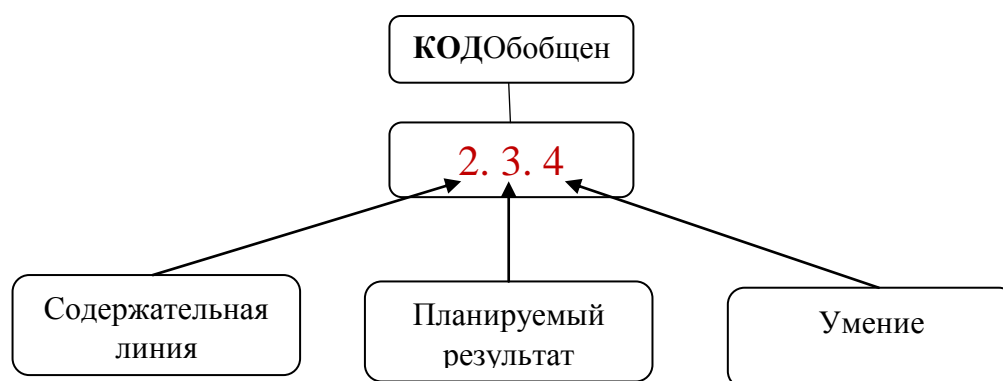 КОДОбобщен
2. 3. 4
Содержательная
линия
Планируемый
результат
Умение